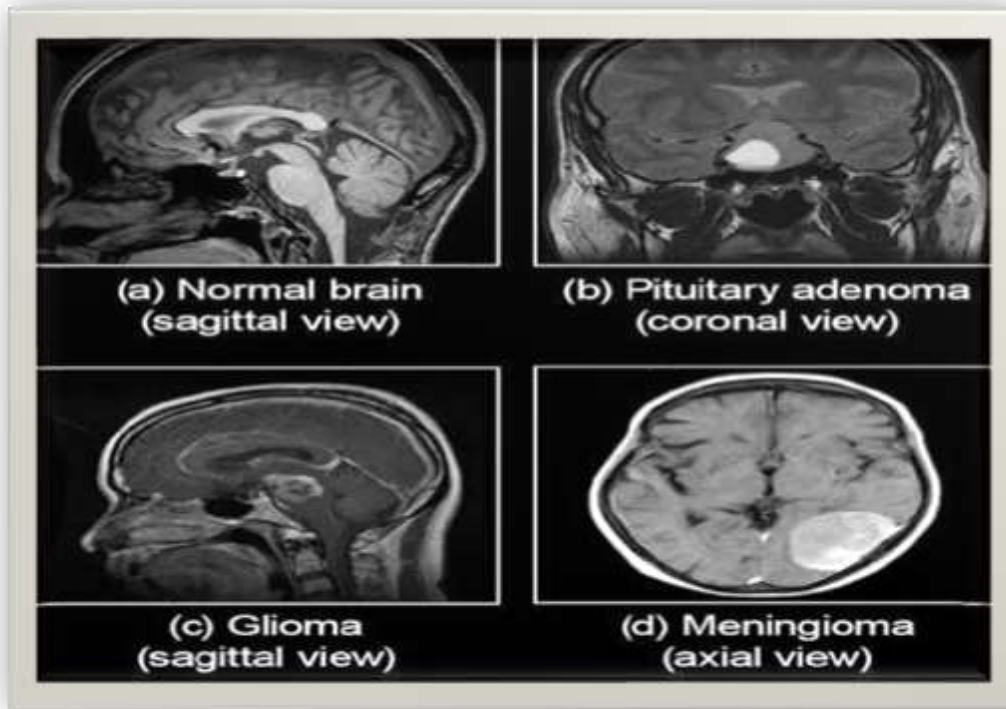 (a) Normal brain
(sagittal view)
(b) Pituitary adenoma
(coronal view)
(c) Glioma
(sagittal view)
(d) Meningioma
(axial view)